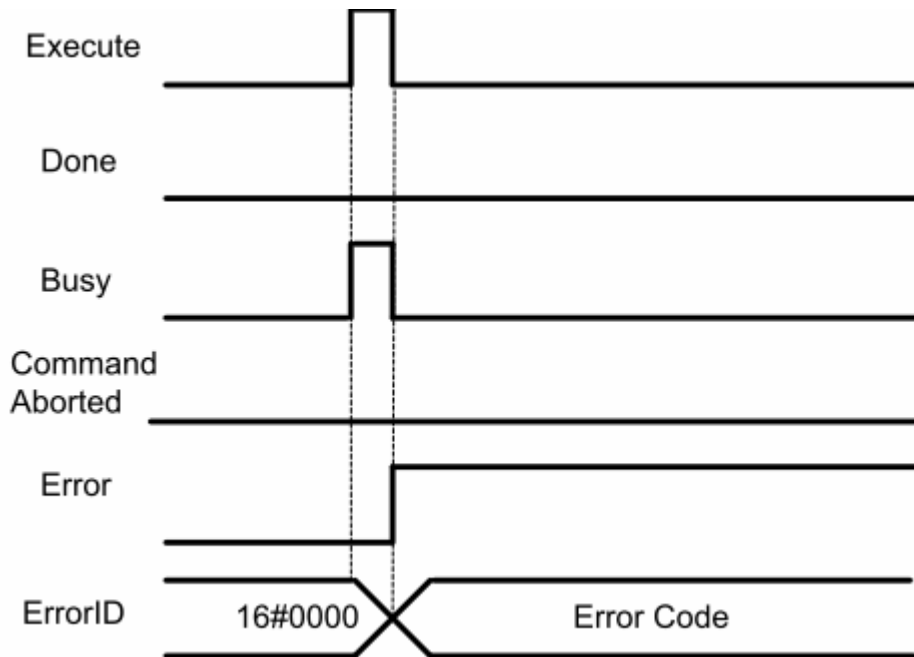 Execute
Done
Busy
Command
Aborted
Error
ErrorID
16#0000
Error Code